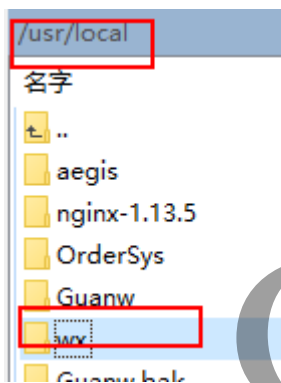 /usr/local
名字
..
aegis
nginx-1.13.5
OrderSys
Guanw
wx
Guanw.bak